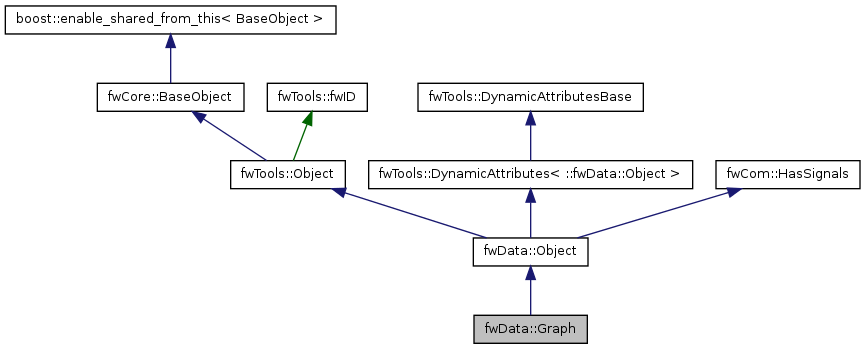 boost::enable_shared_from_this< BaseObject >
fwCore::BaseObject
fwTools::fwID
fwTools::DynamicAttributesBase
fwTools::Object
fwTools::DynamicAttributes< ::fwData::Object >
fwCom::HasSignals
fwData::Object
fwData::Graph